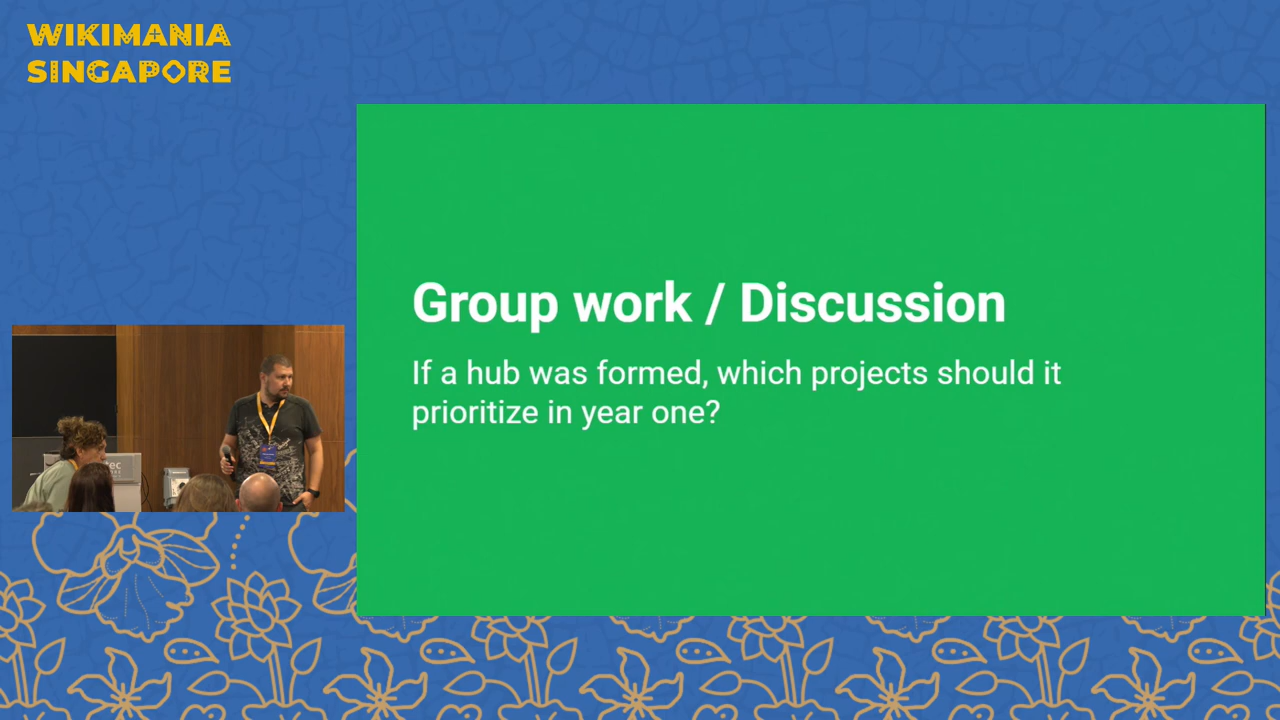 WIKIMANIA
SINGAPORE
Group work / Discussion
If a hub was formed, which projects should it
prioritize in year one?